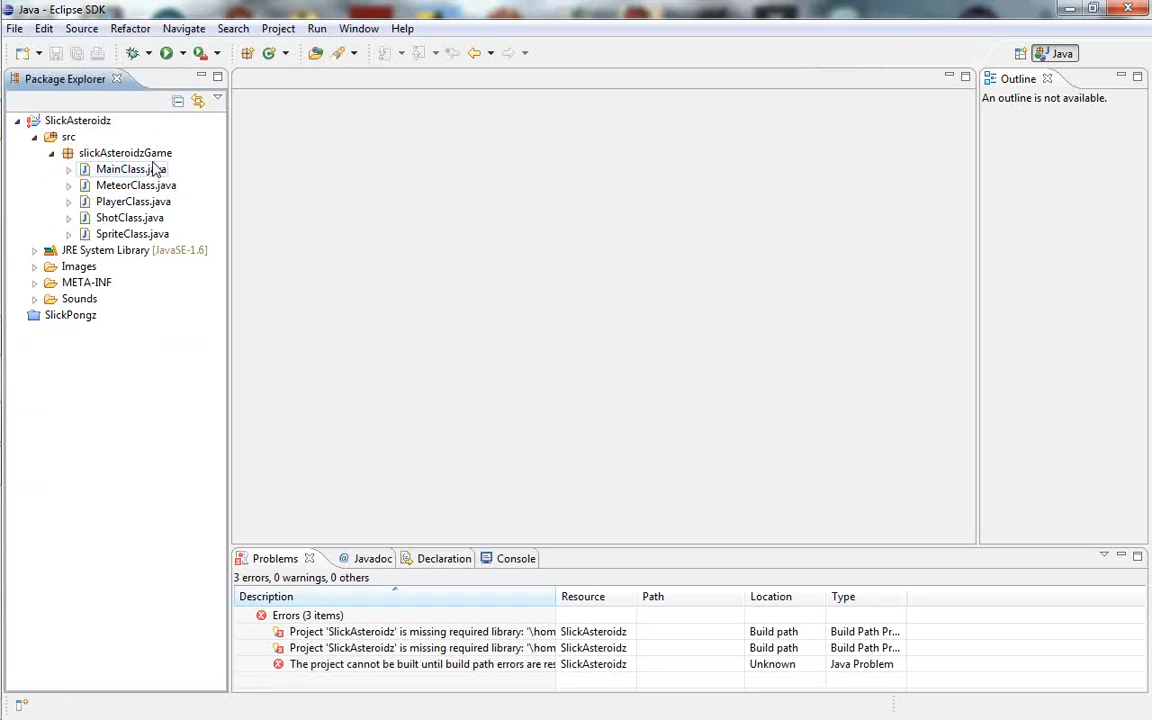 Java - Eclipse SDK
File Edit Source Refactor Navigate Search Project Run Window Help
Java
Package Explorer
Outline
An outline is not available.
SlickAsteroidz
src
slickAsteroidzGame
MainClass.java
MeteorClass.java
PlayerClass.java
ShotClass.java
SpriteClass.java
JRE System Library [JavaSE-1.6]
Images
META-INF
Sounds
SlickPongz
Problems @ Javadoc Declaration Console
3 errors, 0 warnings, 0 others
Description Resource Path Location Type
Errors (3 items)
Project 'SlickAsteroidz' is missing required library: '\hom SlickAsteroidz Build path Build Path Pr...
Project 'SlickAsteroidz' is missing required library: '\hom SlickAsteroidz Build path Build Path Pr...
The project cannot be built until build path errors are res SlickAsteroidz Unknown Java Problem